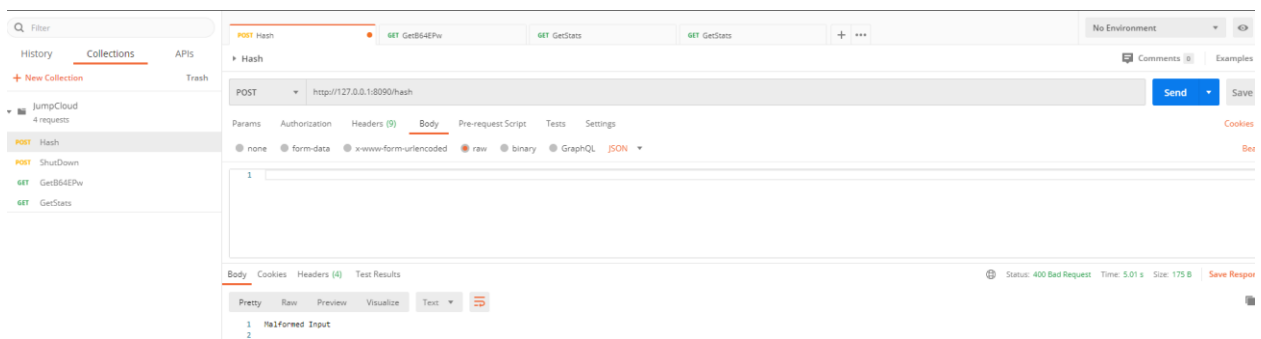 Filter
History Collections APIs
+ New Collection Trash
JumpCloud
4 requests
POST Hash
POST ShutDown
GET GetB64EPw
GET GetStats
POST Hash GET GetB64EPw GET GetStats GET GetStats + ••• No Environment
Hash Comments 0 Examples
POST http://127.0.0.1:8090/hash Send Save
Params Authorization Headers (9) Body Pre-request Script Tests Settings Cookies
none form-data x-www-form-urlencoded raw binary GraphQL JSON Bea
1
Body Cookies Headers (4) Test Results Status: 400 Bad Request Time: 5.01 s Size: 175 B Save Respon
Pretty Raw Preview Visualize Text
1 Malformed Input
2